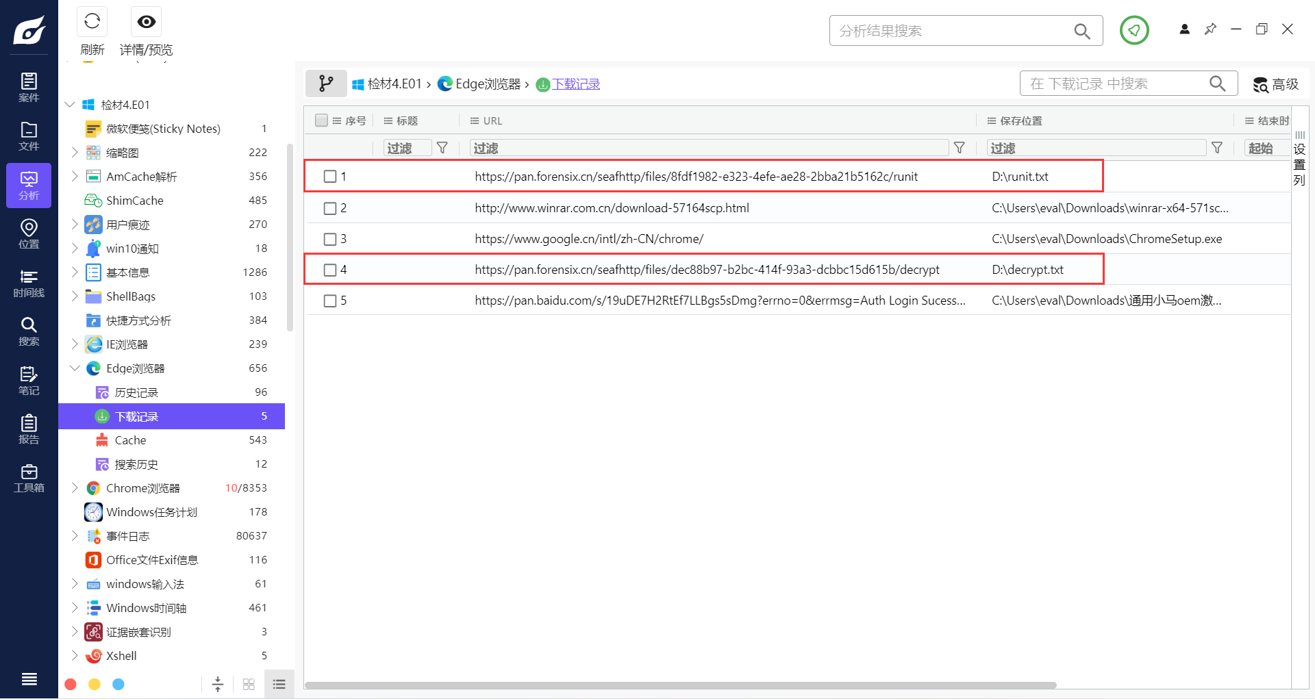 刷新
详情/预览
分析结果搜索
案件
文件
分析
位置
时间线
搜索
笔记
报告
工具箱
检材4.E01
微软便笺(Sticky Notes) 1
缩略图 222
AmCache解析 356
ShimCache 485
用户痕迹 270
win10通知 18
基本信息 1286
ShellBags 103
快捷方式分析 384
IE浏览器 239
Edge浏览器 656
历史记录 96
下载记录 5
Cache 543
搜索历史 12
Chrome浏览器 10/8353
Windows任务计划 178
事件日志 80637
Office文件Exif信息 116
windows输入法 61
Windows时间轴 461
证据嵌套识别 3
Xshell 5
检材4.E01 › Edge浏览器 › 下载记录
在 下载记录 中搜索
高级
序号 标题 URL 保存位置 结束时
过滤 过滤 过滤 起始
1 https://pan.forensix.cn/seafhttp/files/8fdf1982-e323-4efe-ae28-2bba21b5162c/runit D:\runit.txt
2 http://www.winrar.com.cn/download-57164scp.html C:\Users\eval\Downloads\winrar-x64-571sc...
3 https://www.google.cn/intl/zh-CN/chrome/ C:\Users\eval\Downloads\ChromeSetup.exe
4 https://pan.forensix.cn/seafhttp/files/dec88b97-b2bc-414f-93a3-dcbbc15d615b/decrypt D:\decrypt.txt
5 https://pan.baidu.com/s/19uDE7H2RtEf7LLBgs5sDmg?errno=0&errmsg=Auth Login Sucess... C:\Users\eval\Downloads\通用小马oem激...
设置列